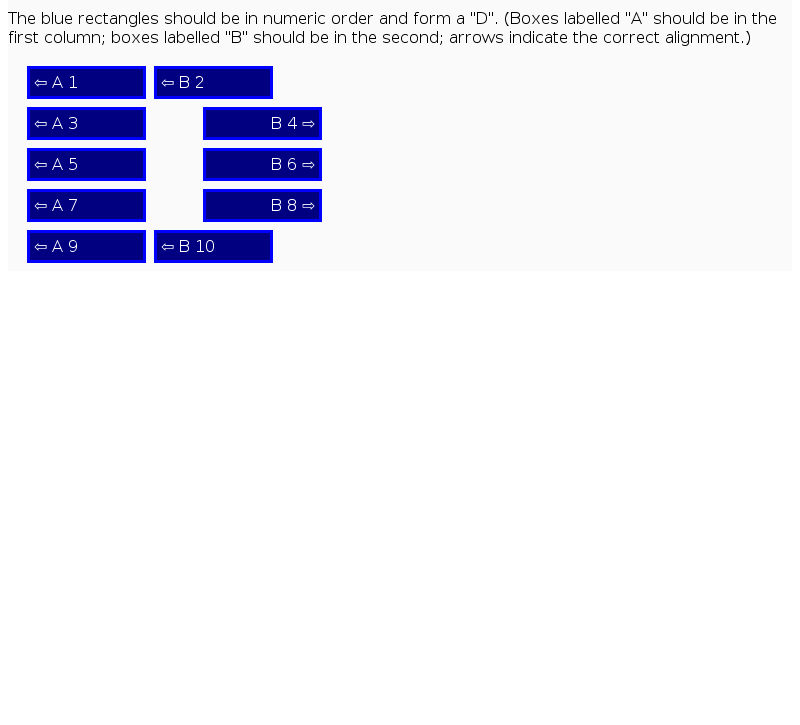 The blue rectangles should be in numeric order and form a "D". (Boxes labelled "A" should be in the
first column; boxes labelled "B" should be in the second; arrows indicate the correct alignment.)
⇦ A 1 ⇦ B 2
⇦ A 3 B 4 ⇨
⇦ A 5 B 6 ⇨
⇦ A 7 B 8 ⇨
⇦ A 9 ⇦ B 10